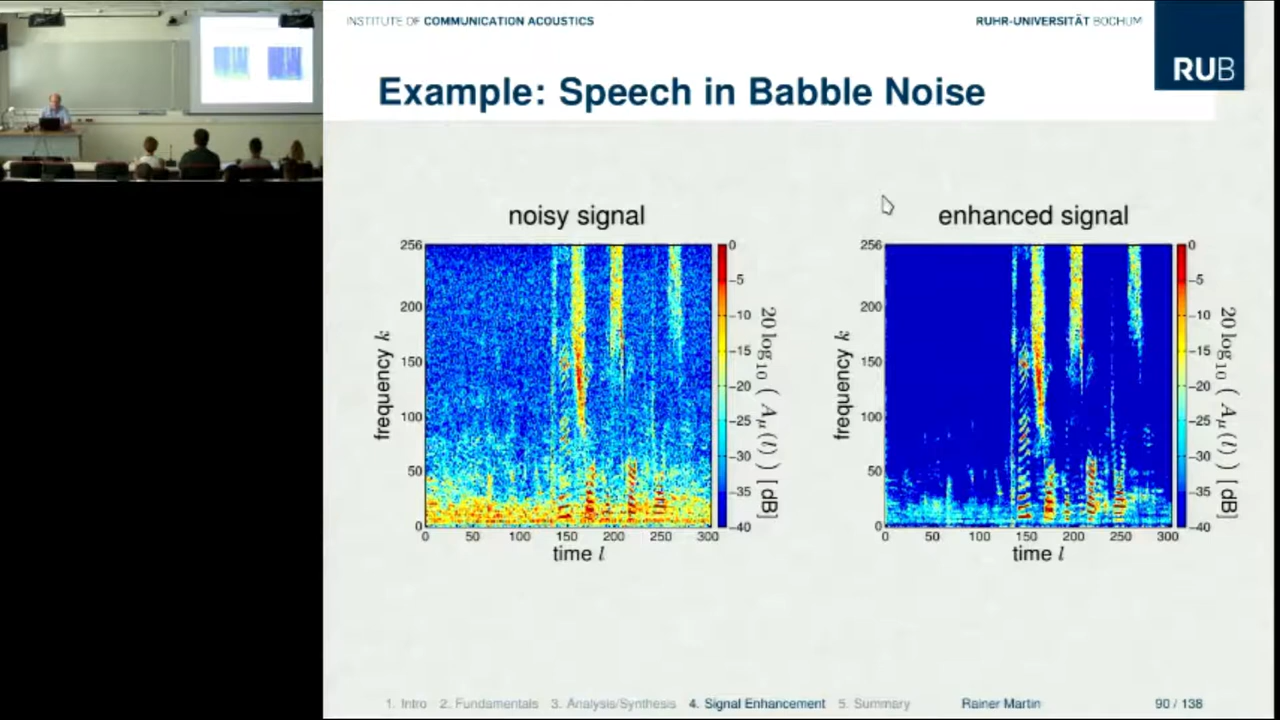 INSTITUTE OF COMMUNICATION ACOUSTICS
RUHR-UNIVERSITÄT BOCHUM
RUB
Example: Speech in Babble Noise
noisy signal
256
200
150
100
50
0
frequency k
0 50 100 150 200 250 300
time l
0
−5
−10
−15
−20
−25
−30
−35
−40
20 log10 ( Aμ(l) ) [dB]
enhanced signal
256
200
150
100
50
0
frequency k
0 50 100 150 200 250 300
time l
0
−5
−10
−15
−20
−25
−30
−35
−40
20 log10 ( Aμ(l) ) [dB]
1. Intro 2. Fundamentals 3. Analysis/Synthesis 4. Signal Enhancement 5. Summary Rainer Martin 90 / 138